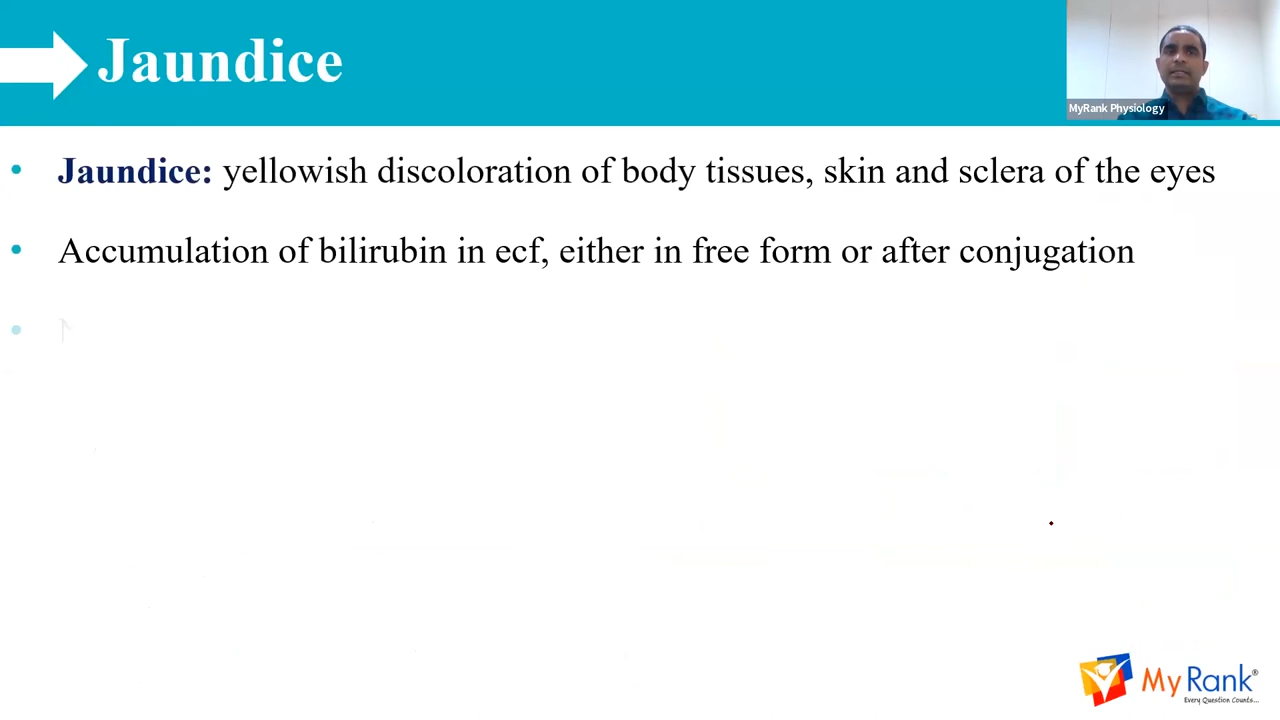 Jaundice
MyRank Physiology
• Jaundice: yellowish discoloration of body tissues, skin and sclera of the eyes
• Accumulation of bilirubin in ecf, either in free form or after conjugation
•
My Rank®
Every Question Counts...